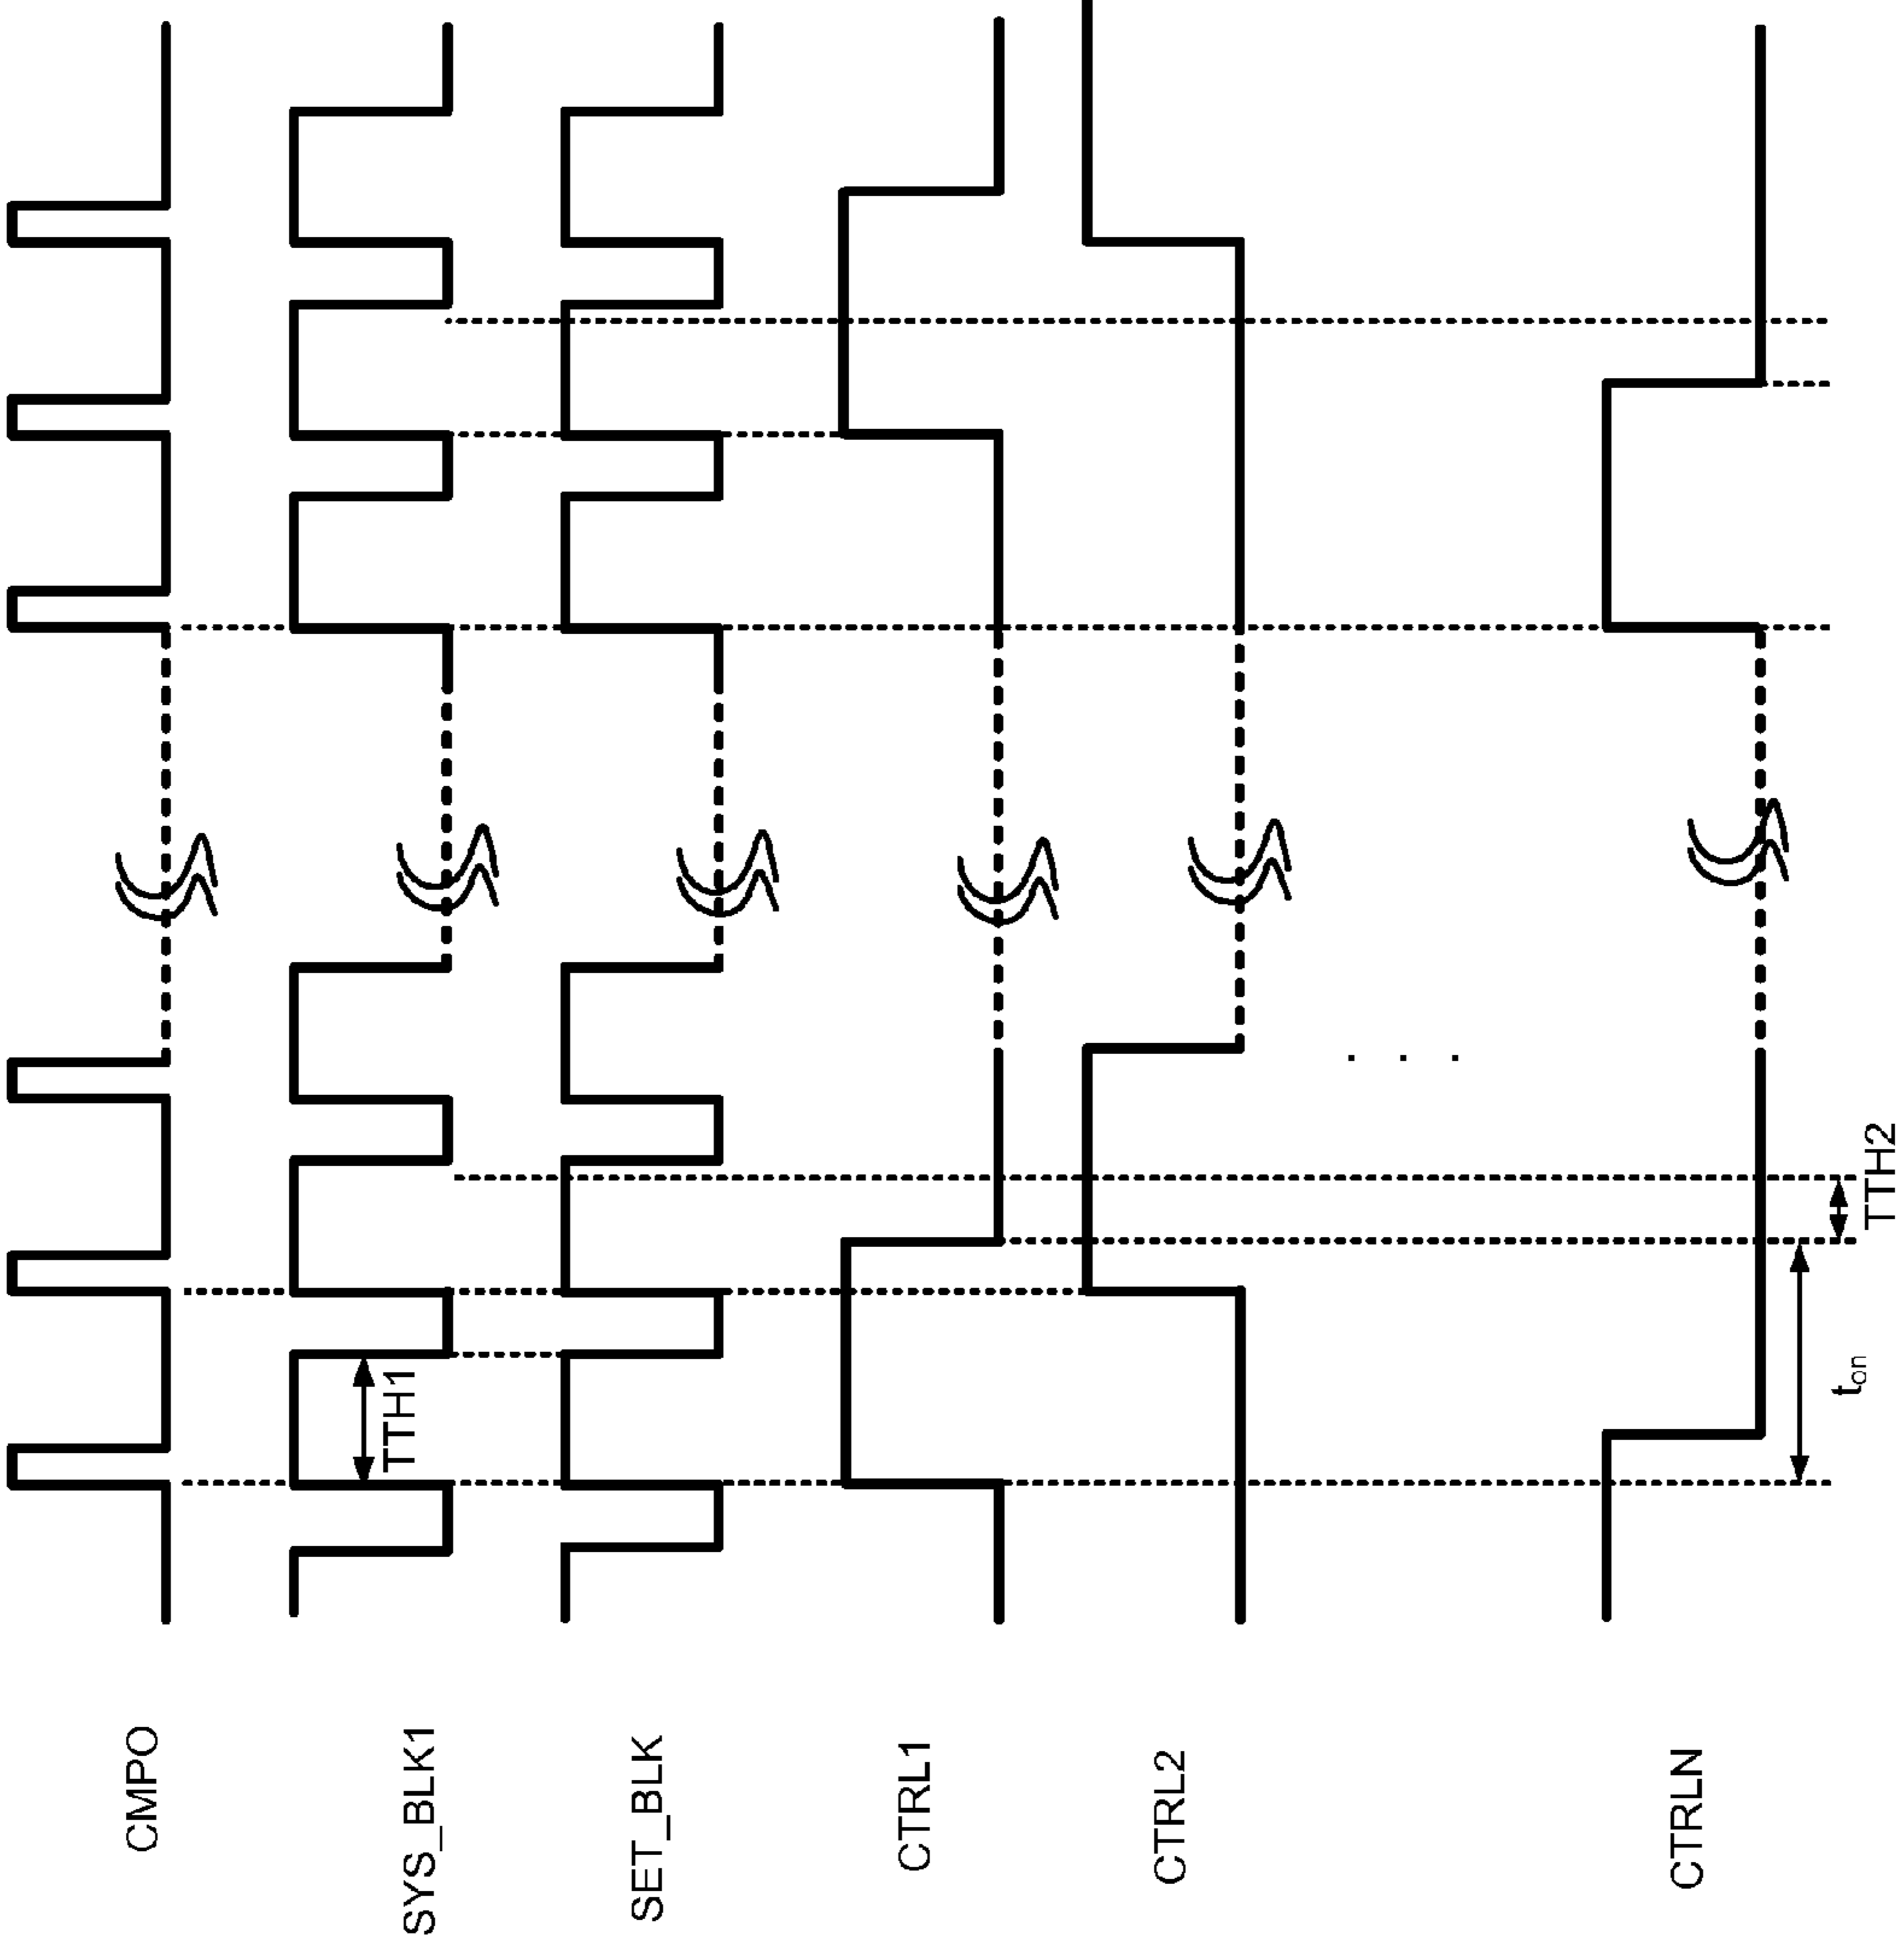 CMPO
SYS_BLK1
TTH1
SET_BLK
CTRL1
CTRL2
. . .
CTRLN
ton
TTH2